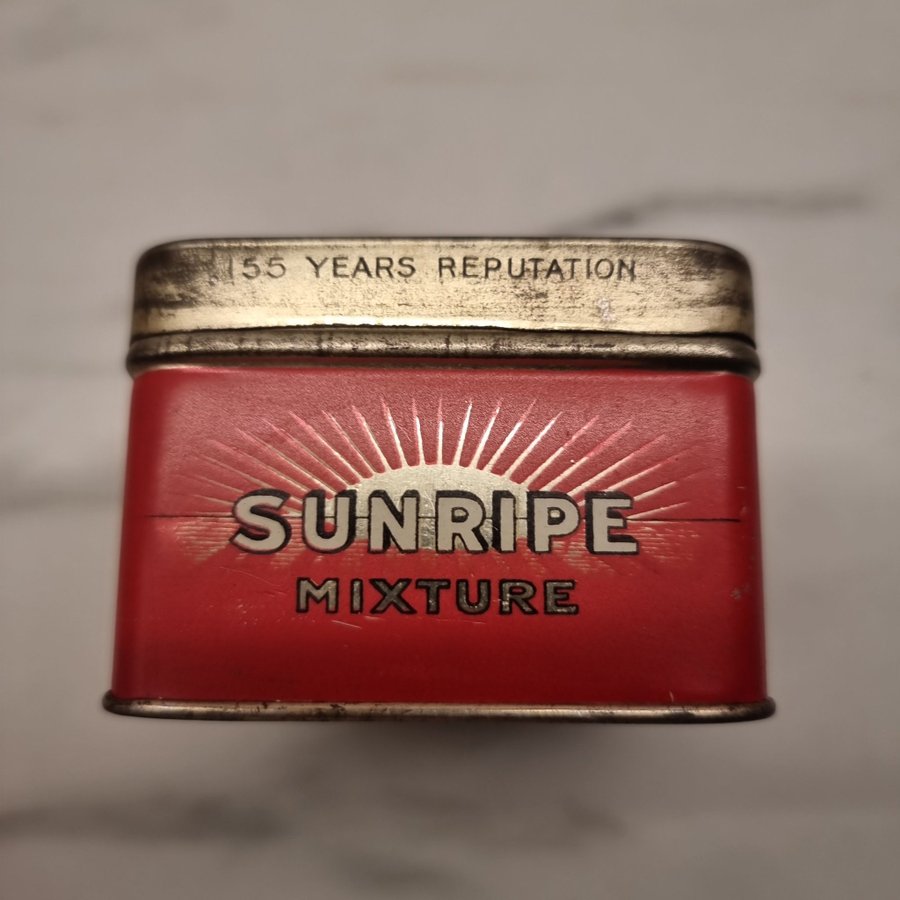 155 YEARS REPUTATION
SUNRIPE
MIXTURE